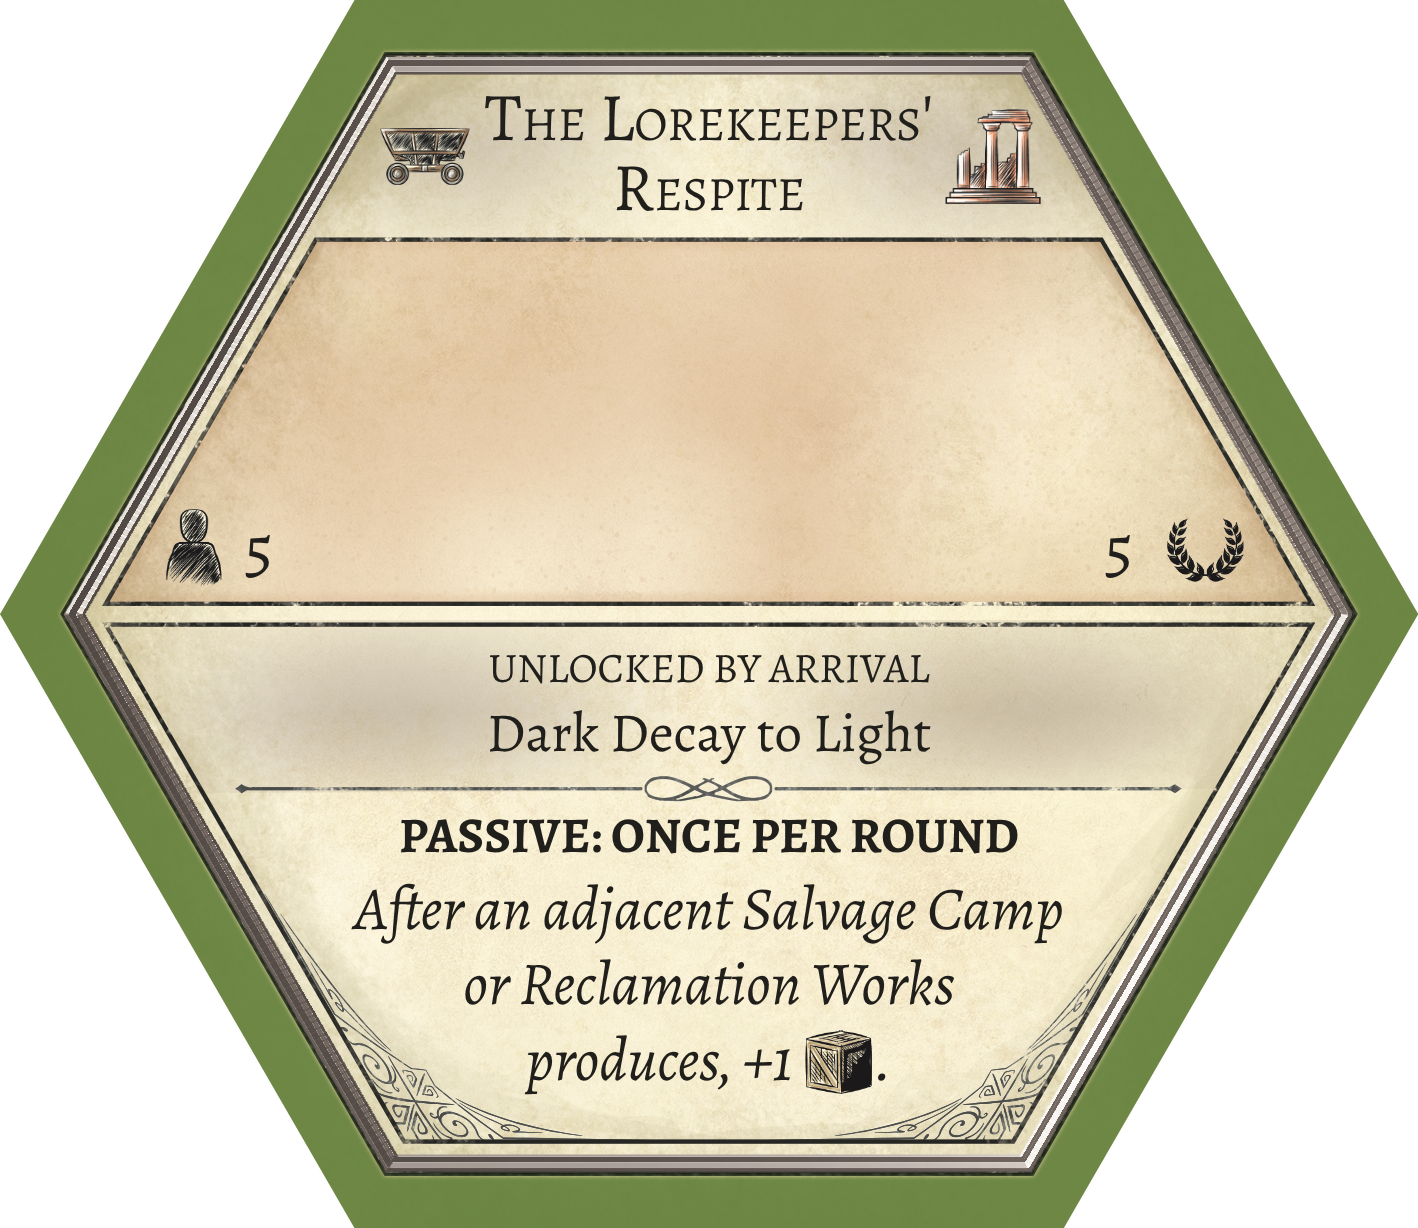 The Lorekeepers'
Respite
5
5
UNLOCKED BY ARRIVAL
Dark Decay to Light
PASSIVE: ONCE PER ROUND
After an adjacent Salvage Camp
or Reclamation Works
produces, +1 .